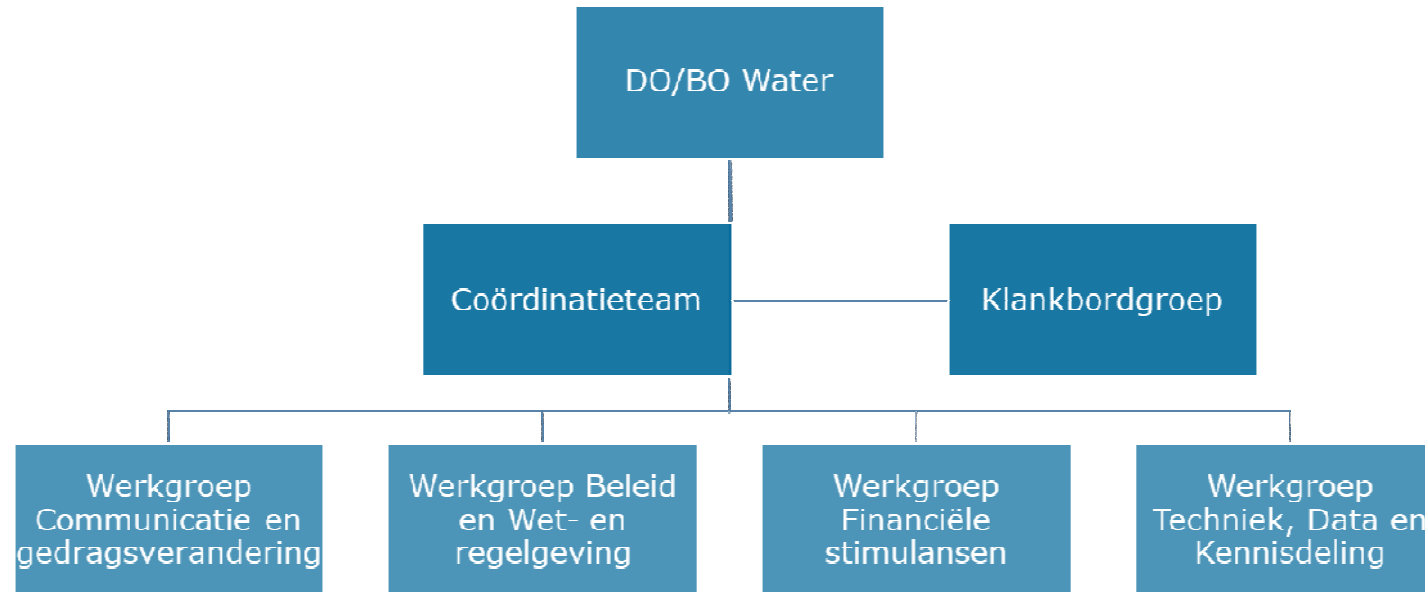 DO/BO Water
Coördinatieteam
Klankbordgroep
Werkgroep
Communicatie en
gedragsverandering
Werkgroep Beleid
en Wet- en
regelgeving
Werkgroep
Financiële
stimulansen
Werkgroep
Techniek, Data en
Kennisdeling